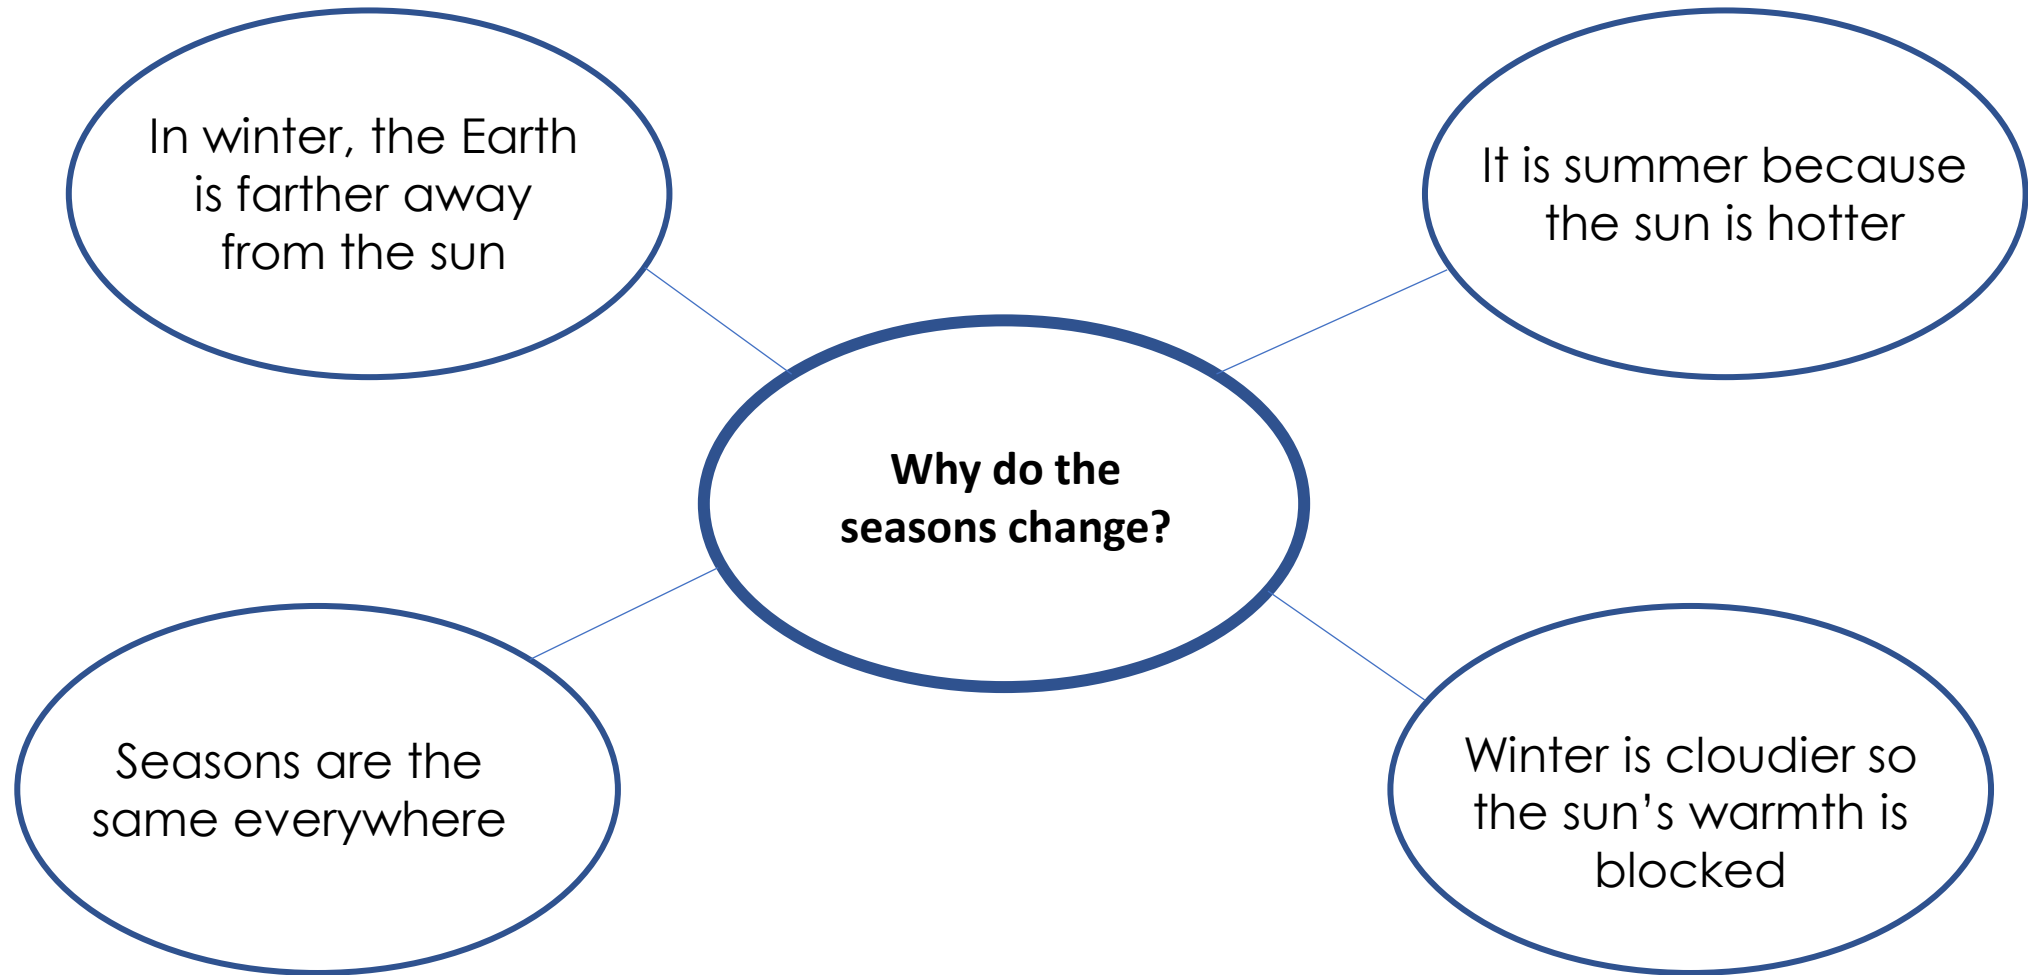 In winter, the Earth
is farther away
from the sun
It is summer because
the sun is hotter
Why do the
seasons change?
Seasons are the
same everywhere
Winter is cloudier so
the sun’s warmth is
blocked